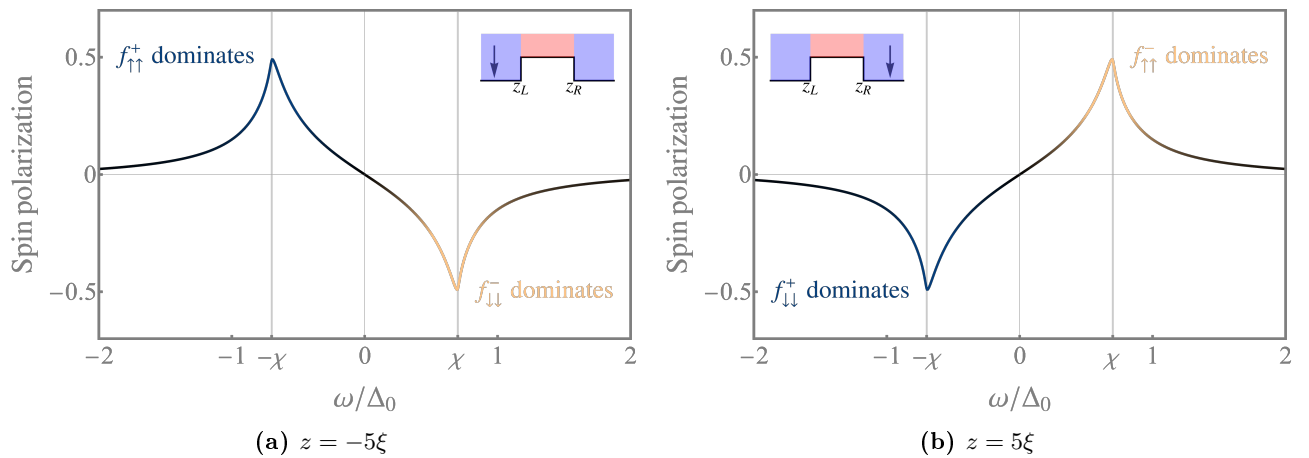 Spin polarization
0.5
0
−0.5
f⁺↑↑ dominates
z_L z_R
f⁻↓↓ dominates
−2 −1 −χ 0 χ 1 2
ω/Δ₀
(a) z = −5ξ
Spin polarization
0.5
0
−0.5
z_L z_R
f⁻↑↑ dominates
f⁺↓↓ dominates
−2 −1 −χ 0 χ 1 2
ω/Δ₀
(b) z = 5ξ